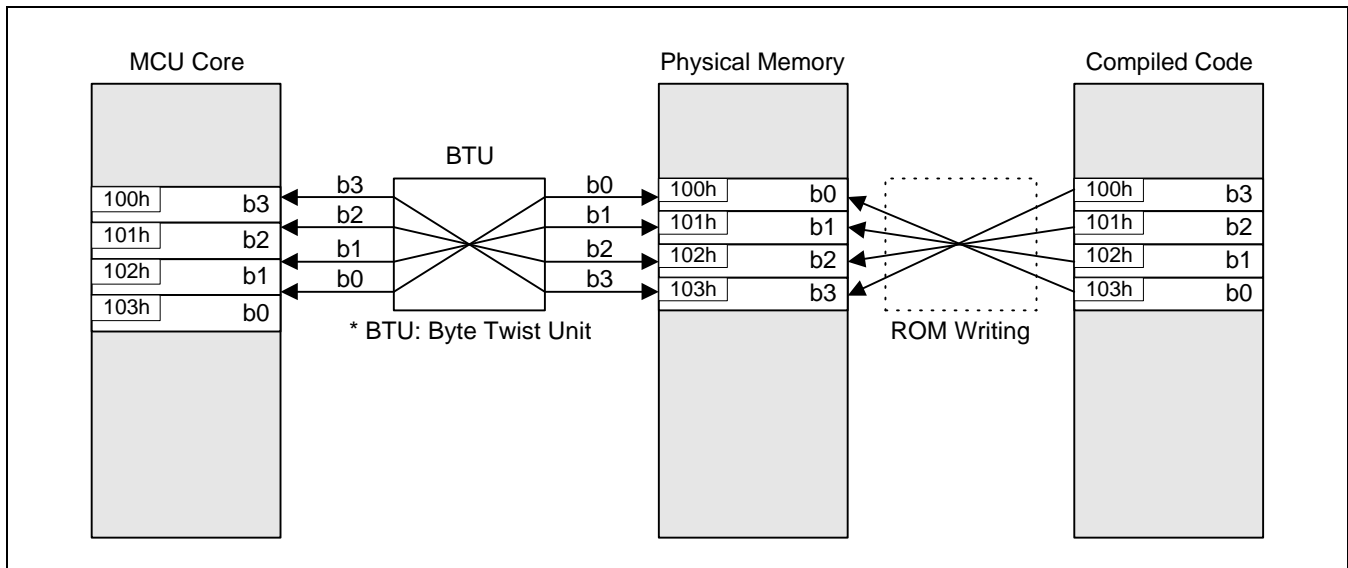 MCU Core
Physical Memory
Compiled Code
BTU
100h b3
101h b2
102h b1
103h b0
b3
b2
b1
b0
b0
b1
b2
b3
100h b0
101h b1
102h b2
103h b3
100h b3
101h b2
102h b1
103h b0
* BTU: Byte Twist Unit
ROM Writing